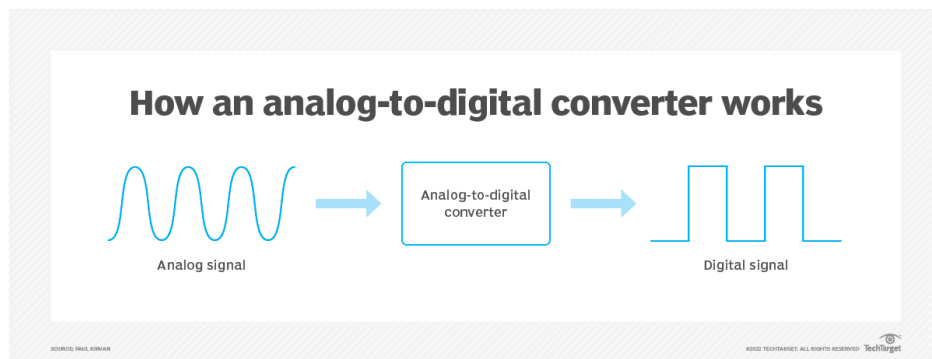 How an analog-to-digital converter works
Analog-to-digital
converter
Analog signal
Digital signal
SOURCE: PAUL KIRVAN
©2022 TECHTARGET. ALL RIGHTS RESERVED TechTarget